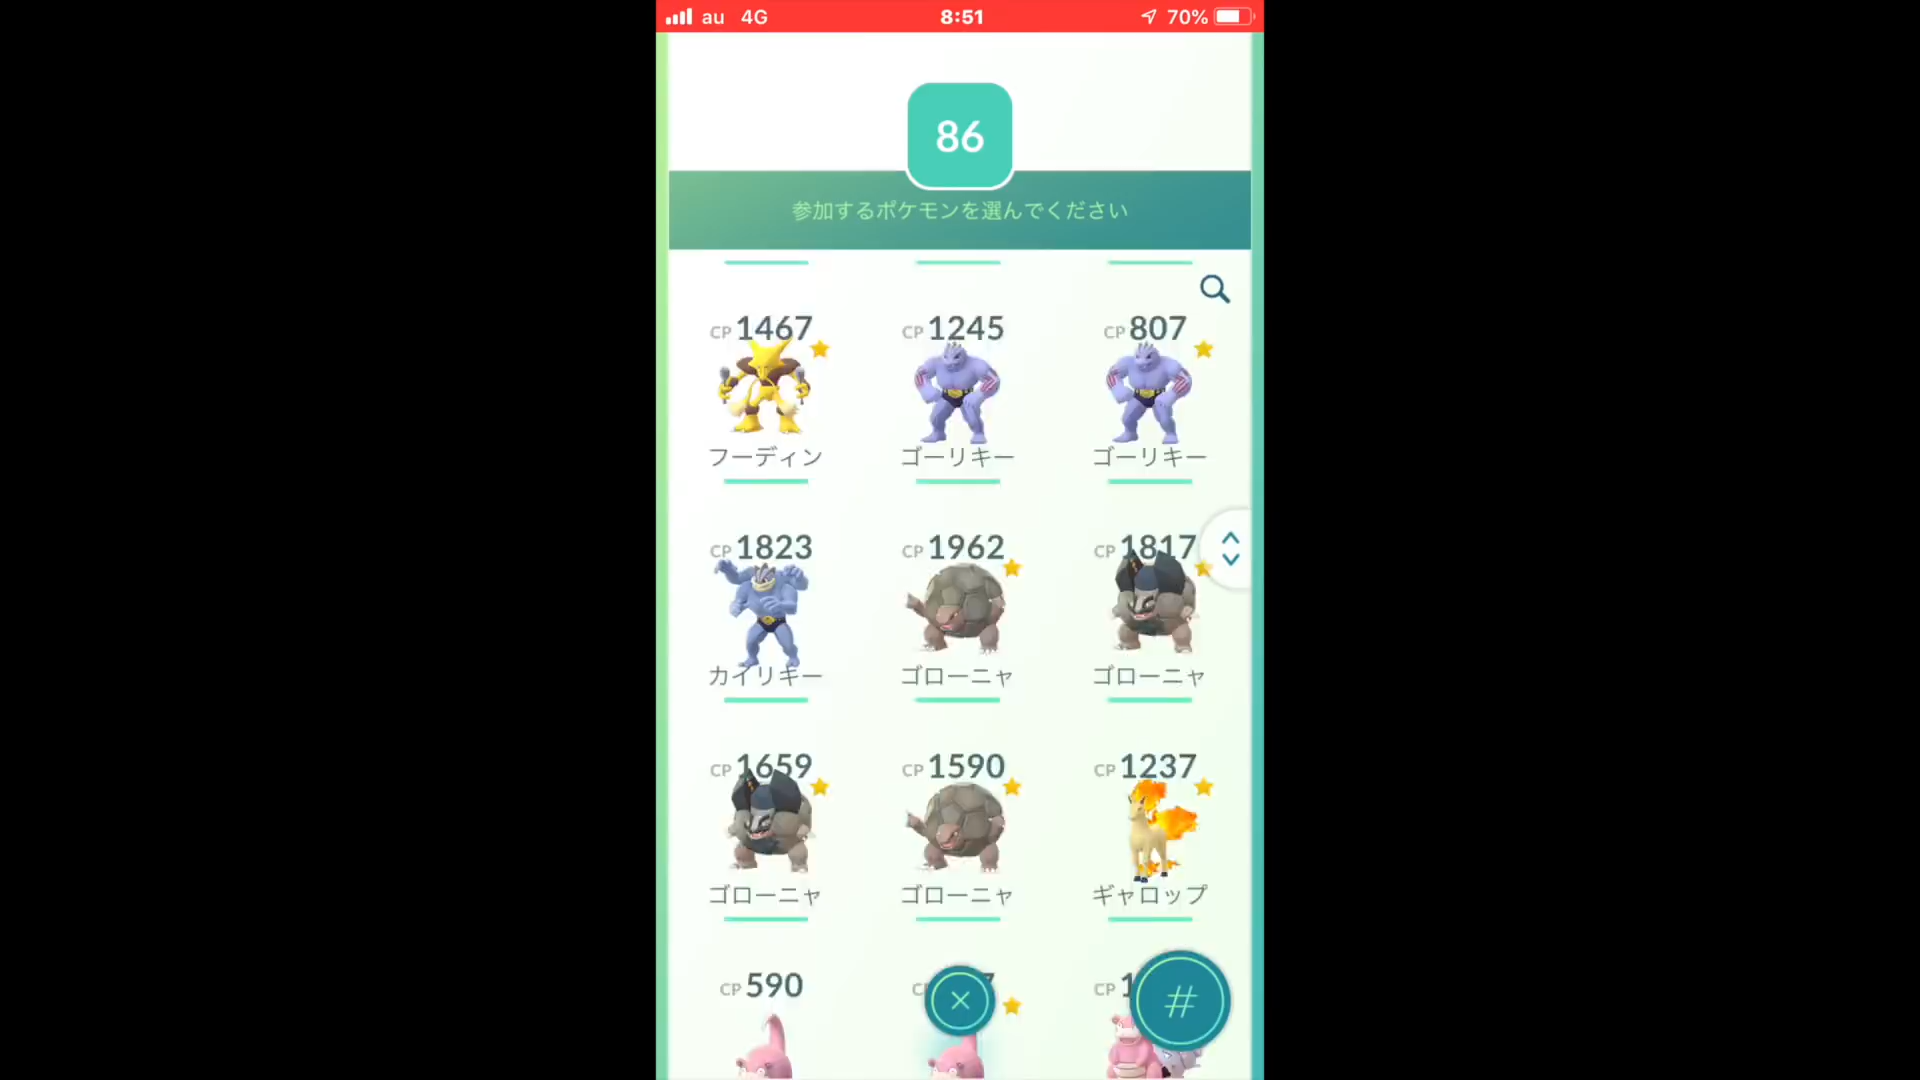 au 4G 8:51 70%
86
参加するポケモンを選んでください
CP 1467 CP 1245 CP 807
フーディン ゴーリキー ゴーリキー
CP 1823 CP 1962 CP 1817
カイリキー ゴローニャ ゴローニャ
CP 1659 CP 1590 CP 1237
ゴローニャ ゴローニャ ギャロップ
CP 590 CP
#